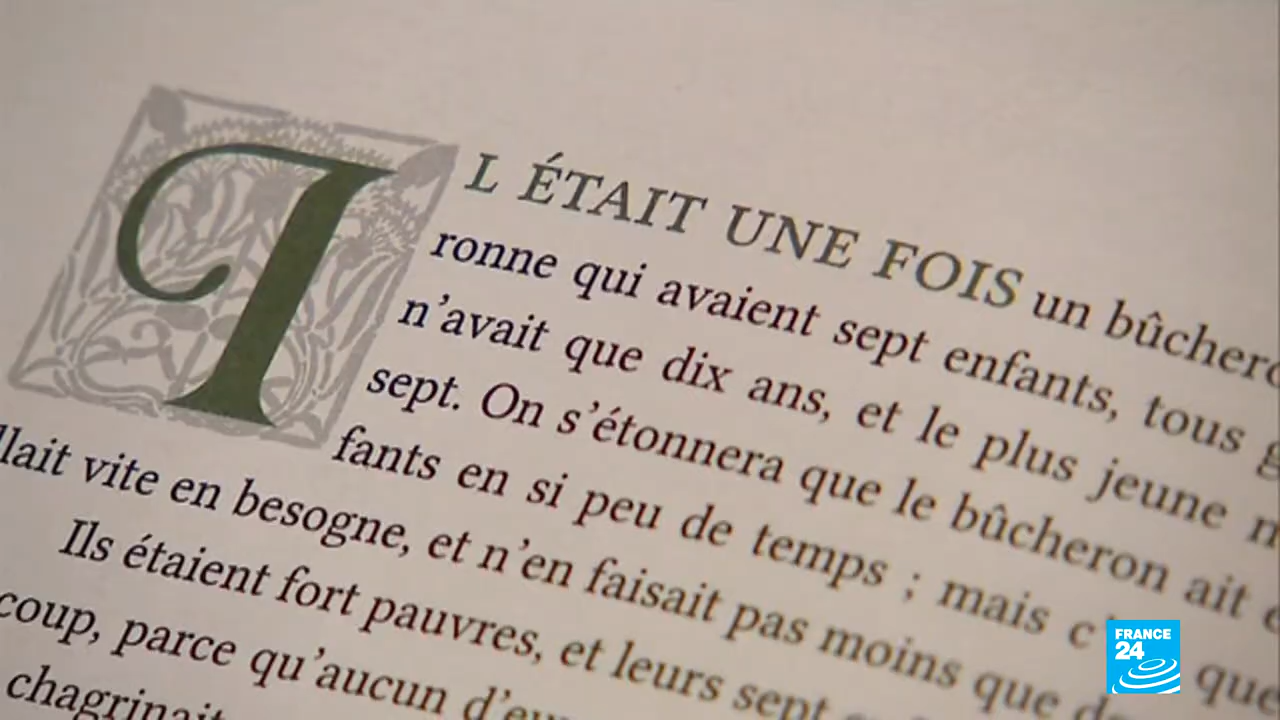 IL ÉTAIT UNE FOIS un bûchero
ronne qui avaient sept enfants, tous g
n'avait que dix ans, et le plus jeune n
sept. On s'étonnera que le bûcheron ait e
fants en si peu de temps ; mais c' que
llait vite en besogne, et n'en faisait pas moins que de
Ils étaient fort pauvres, et leurs sept
coup, parce qu'aucun d'eu
chagrinait
FRANCE
24